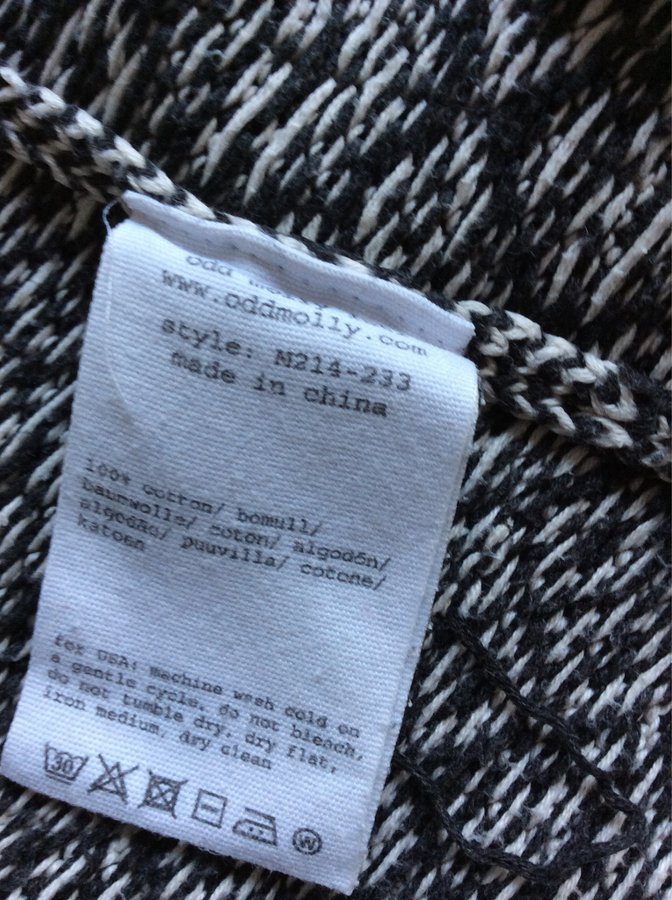 odd
www.oddmolly.com
style: M214-233
made in china
100% cotton/ bomull/
baumwolle/ coton/ algodón/
algodão/ puuvilla/ cotone/
katoen
for USA: machine wash cold on
a gentle cycle, do not bleach,
do not tumble dry, dry flat,
iron medium, dry clean
30 W